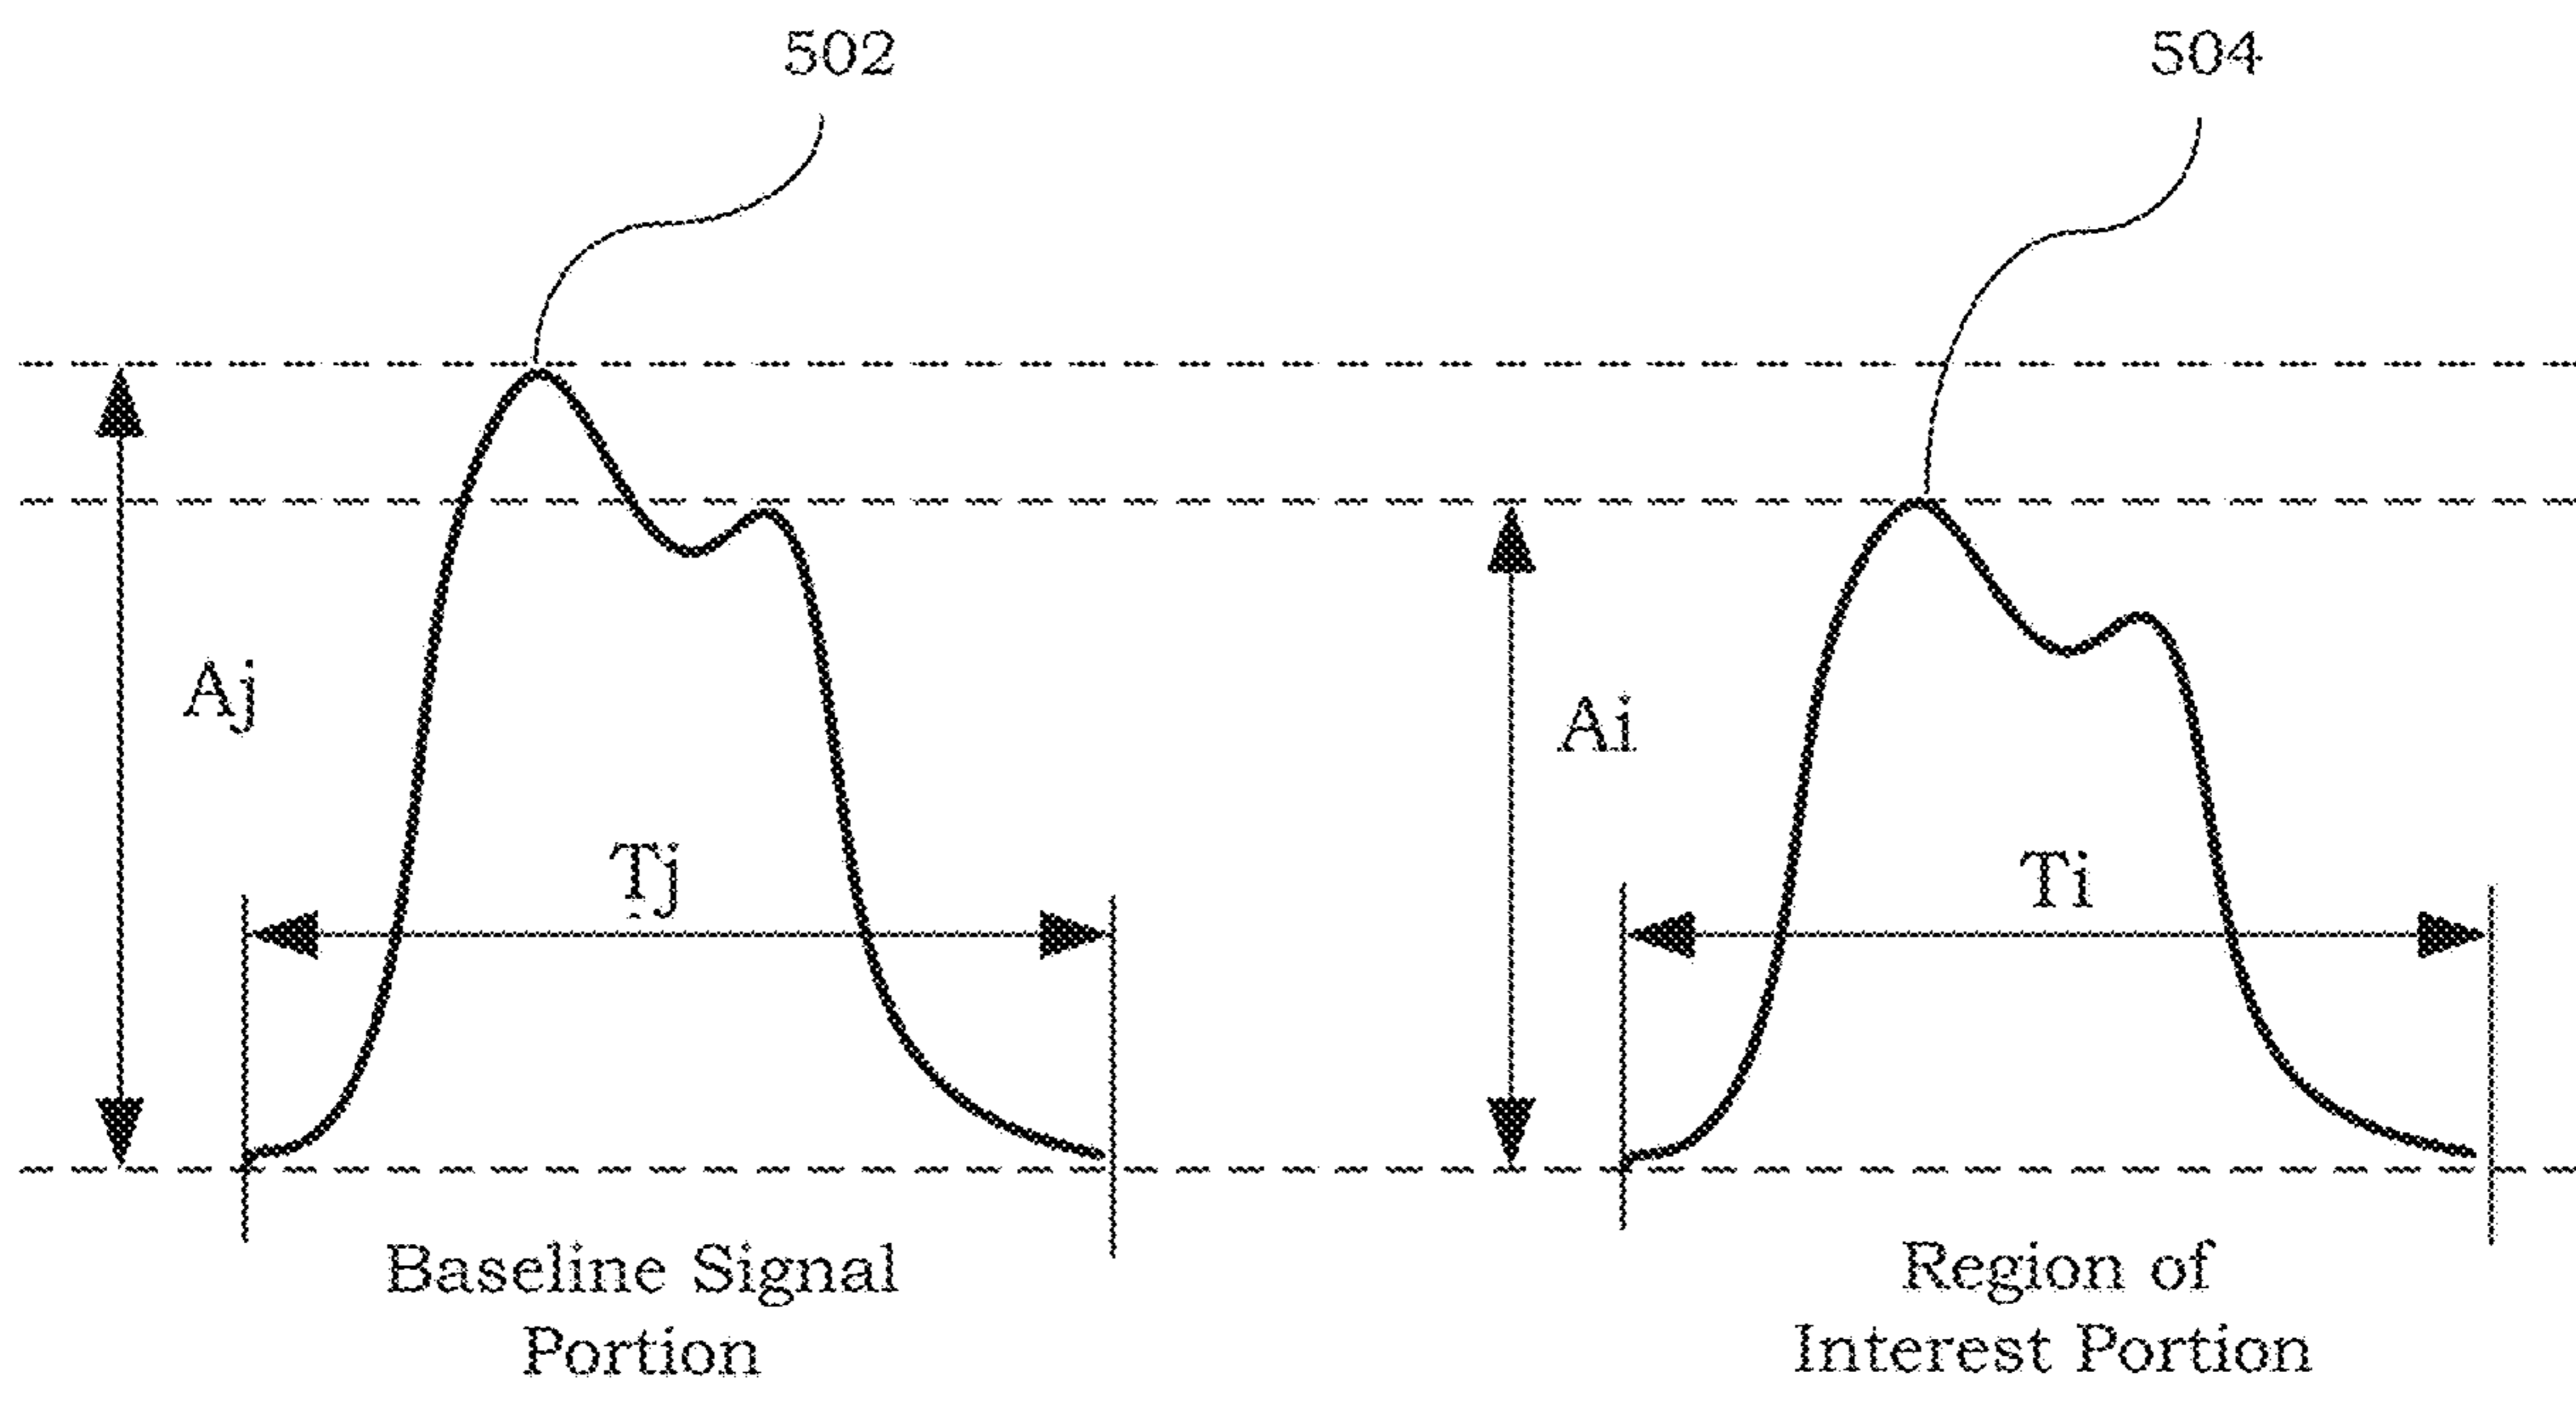 502
504
Aj
Ai
Tj
Ti
Baseline Signal
Portion
Region of
Interest Portion